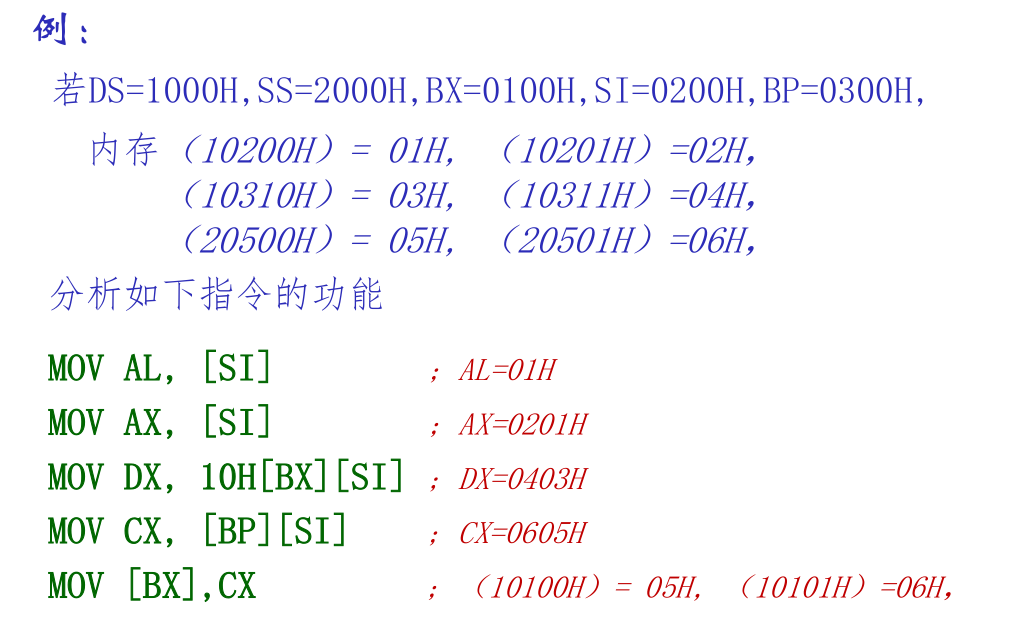 例：
若DS=1000H,SS=2000H,BX=0100H,SI=0200H,BP=0300H,
内存（10200H）= 01H, （10201H）=02H，
（10310H）= 03H, （10311H）=04H，
（20500H）= 05H, （20501H）=06H，
分析如下指令的功能
MOV AL, [SI] ；AL=01H
MOV AX, [SI] ；AX=0201H
MOV DX, 10H[BX][SI] ；DX=0403H
MOV CX, [BP][SI] ；CX=0605H
MOV [BX],CX ；（10100H）= 05H, （10101H）=06H，